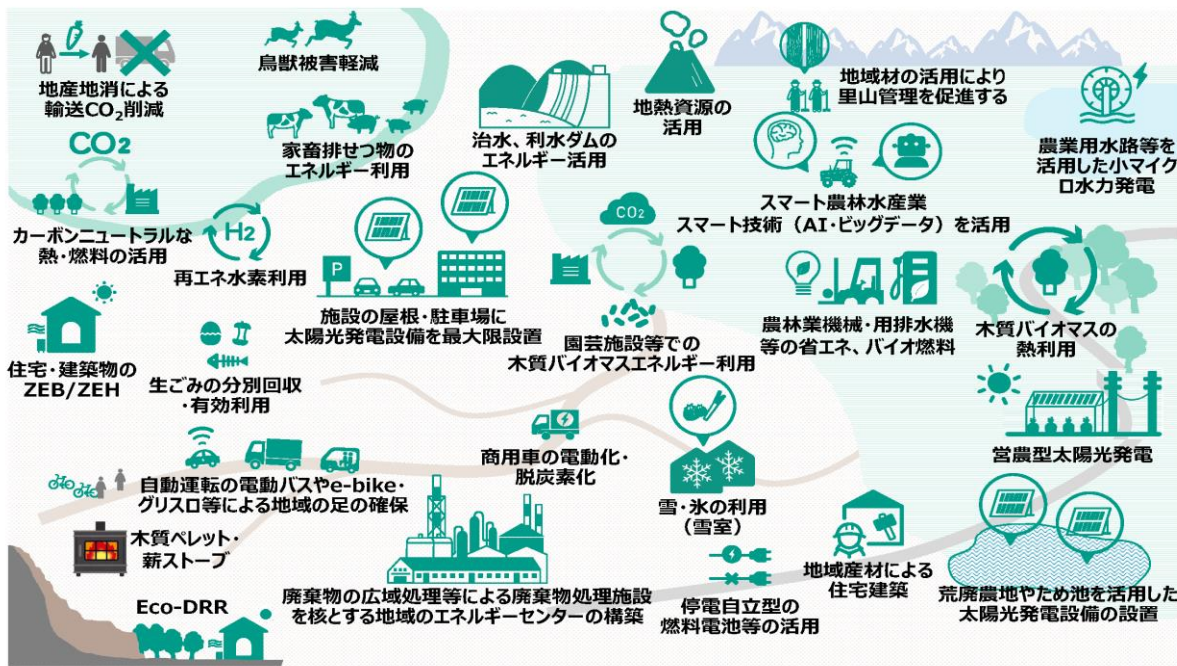 地産地消による
輸送CO₂削減
鳥獣被害軽減
家畜排せつ物の
エネルギー利用
治水、利水ダムの
エネルギー活用
地熱資源の
活用
地域材の活用により
里山管理を促進する
農業用水路等を
活用した小マイク
ロ水力発電
CO2
カーボンニュートラルな
熱・燃料の活用
H2
再エネ水素利用
P
施設の屋根・駐車場に
太陽光発電設備を最大限設置
CO2
園芸施設等での
木質バイオマスエネルギー利用
スマート農林水産業
スマート技術（AI・ビッグデータ）を活用
農林業機械・用排水機
等の省エネ、バイオ燃料
木質バイオマスの
熱利用
住宅・建築物の
ZEB/ZEH
生ごみの分別回収
・有効利用
自動運転の電動バスやe-bike・
グリスロ等による地域の足の確保
商用車の電動化・
脱炭素化
雪・氷の利用
（雪室）
営農型太陽光発電
木質ペレット・
薪ストーブ
廃棄物の広域処理等による廃棄物処理施設
を核とする地域のエネルギーセンターの構築
停電自立型の
燃料電池等の活用
地域産材による
住宅建築
荒廃農地やため池を活用した
太陽光発電設備の設置
Eco-DRR